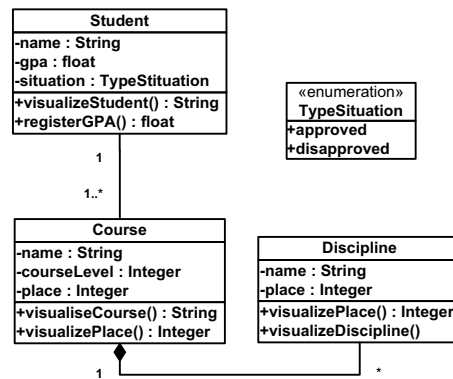 Student
-name : String
-gpa : float
-situation : TypeStituation
+visualizeStudent() : String
+registerGPA() : float
«enumeration»
TypeSituation
+approved
+disapproved
1
1..*
Course
-name : String
-courseLevel : Integer
-place : Integer
+visualiseCourse() : String
+visualizePlace() : Integer
Discipline
-name : String
-place : Integer
+visualizePlace() : Integer
+visualizeDiscipline()
1
*